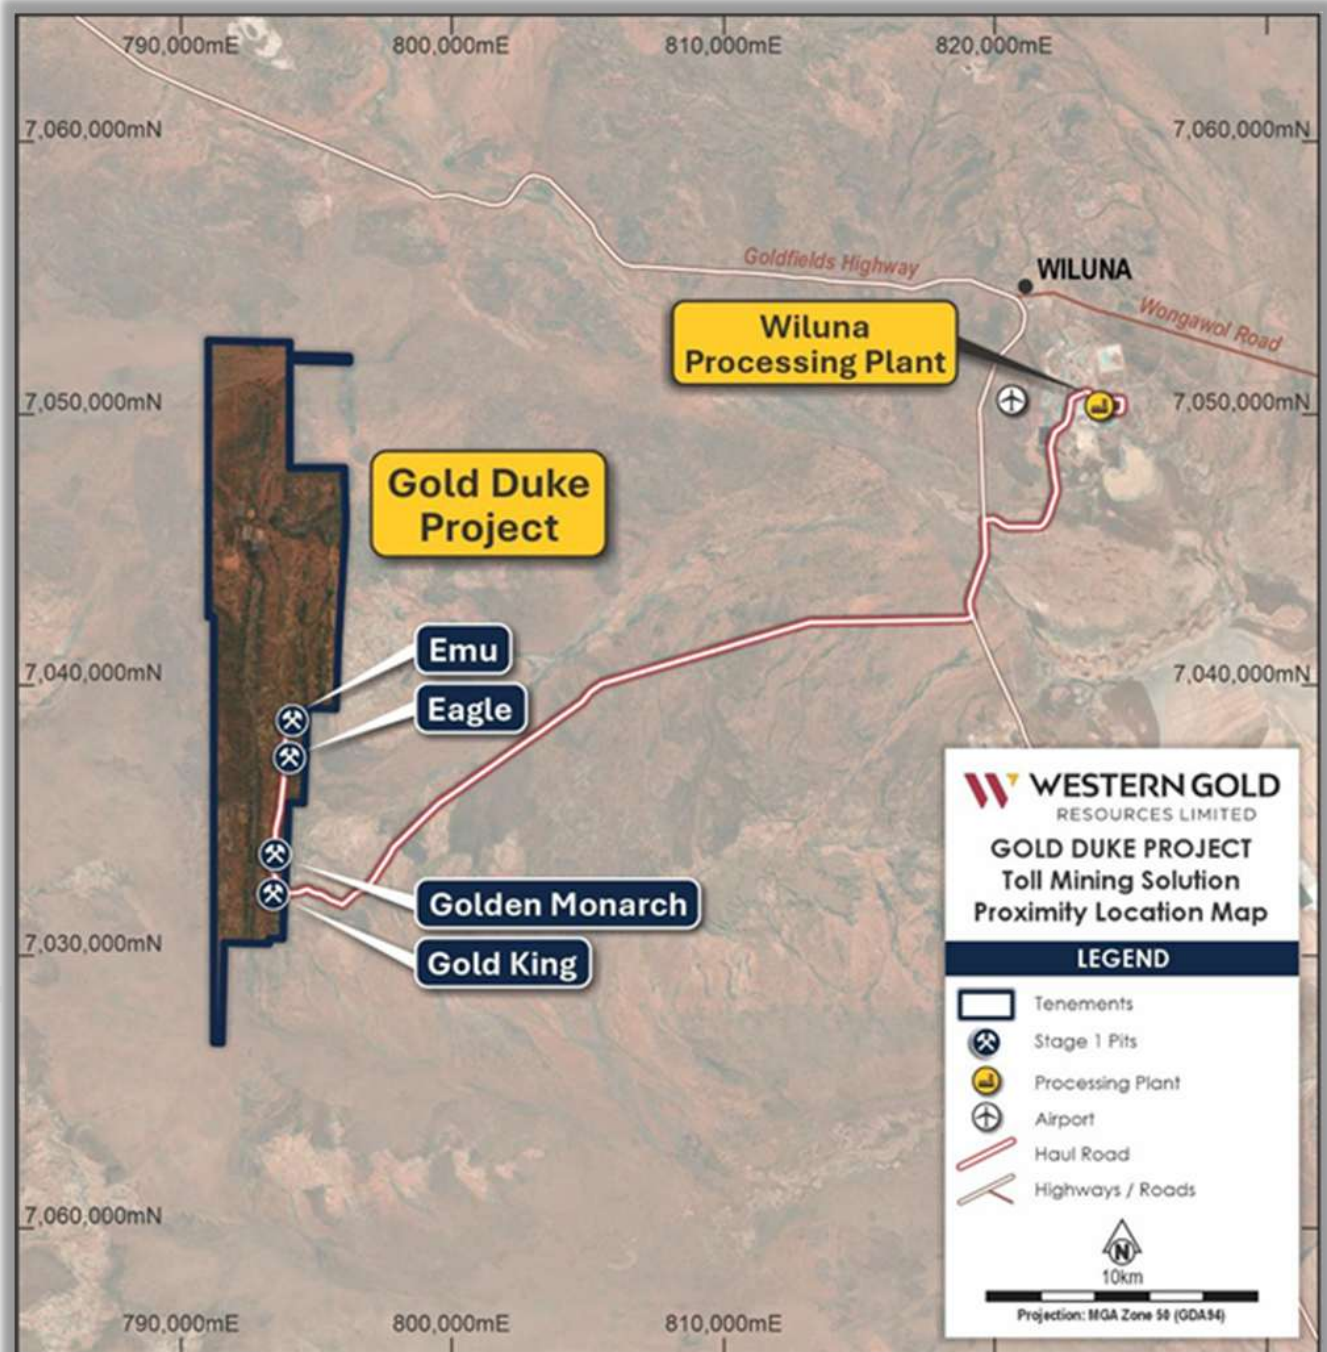 790,000mE
800,000mE
810,000mE
820,000mE
7,060,000mN
7,060,000mN
Goldfields Highway
WILUNA
Wongawol Road
Wiluna
Processing Plant
7,050,000mN
7,050,000mN
Gold Duke
Project
Emu
7,040,000mN
7,040,000mN
Eagle
Golden Monarch
7,030,000mN
Gold King
WESTERN GOLD
RESOURCES LIMITED
GOLD DUKE PROJECT
Toll Mining Solution
Proximity Location Map
LEGEND
Tenements
Stage 1 Pits
Processing Plant
Airport
Haul Road
Highways / Roads
N
10km
Projection: MGA Zone 50 (GDA94)
7,060,000mN
790,000mE
800,000mE
810,000mE